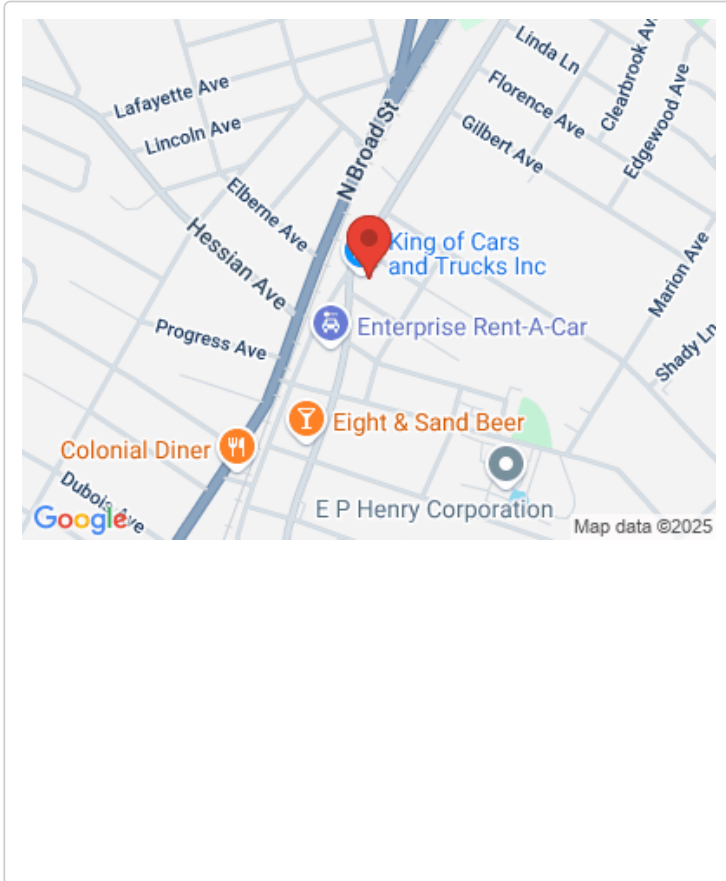 Linda Ln
Clearbrook Av
Lafayette Ave
Florence Ave
Edgewood Ave
Lincoln Ave
N Broad St
Gilbert Ave
Elberne Ave
Hessian Ave
King of Cars
and Trucks Inc
Marion Ave
Progress Ave
Enterprise Rent-A-Car
Shady Ln
Eight & Sand Beer
Colonial Diner
Dubois Ave
E P Henry Corporation
Google
Map data ©2025